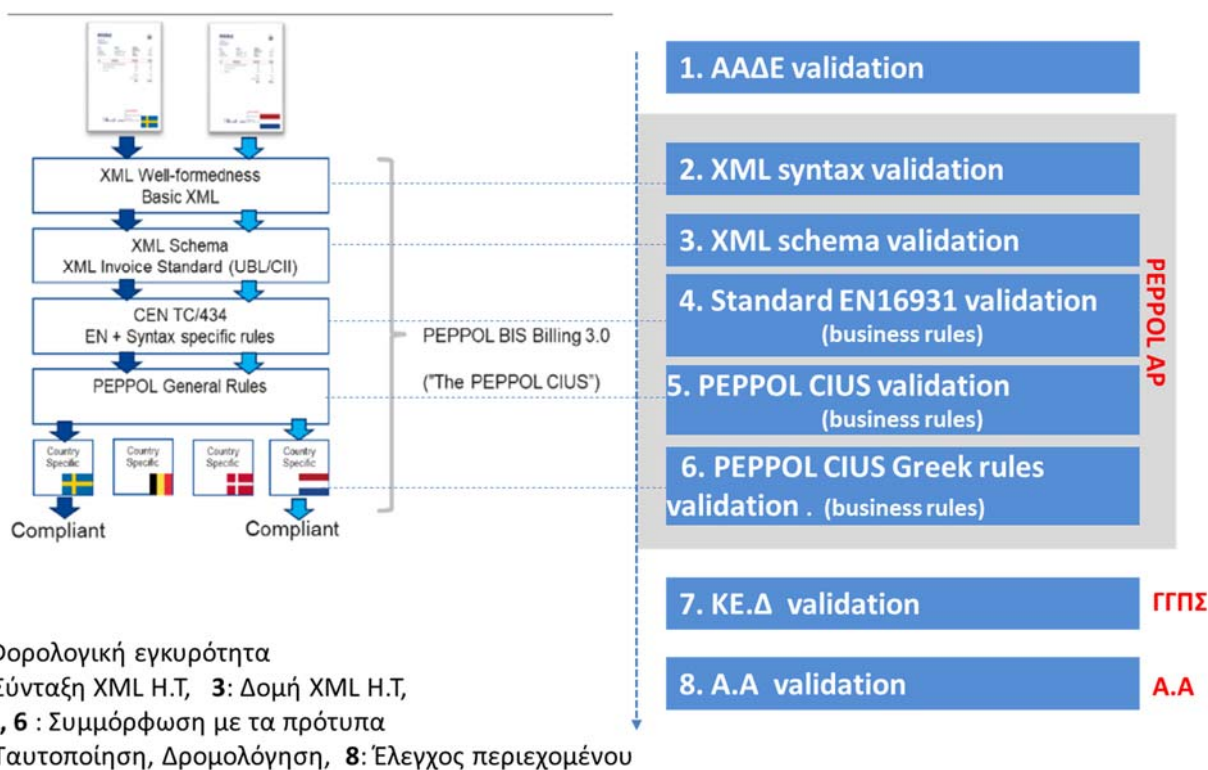 XML Well-formedness
Basic XML
XML Schema
XML Invoice Standard (UBL/CII)
CEN TC/434
EN + Syntax specific rules
PEPPOL General Rules
Country
Specific
Country
Specific
Country
Specific
Country
Specific
Compliant
Compliant
PEPPOL BIS Billing 3.0
("The PEPPOL CIUS")
1. ΑΑΔΕ validation
2. XML syntax validation
3. XML schema validation
4. Standard EN16931 validation
(business rules)
5. PEPPOL CIUS validation
(business rules)
6. PEPPOL CIUS Greek rules
validation . (business rules)
PEPPOL AP
7. ΚΕ.Δ validation
ΓΓΠΣ
8. Α.Α validation
Α.Α
Φορολογική εγκυρότητα
Σύνταξη XML Η.Τ, 3: Δομή XML Η.Τ,
, 6 : Συμμόρφωση με τα πρότυπα
Ταυτοποίηση, Δρομολόγηση, 8: Έλεγχος περιεχομένου